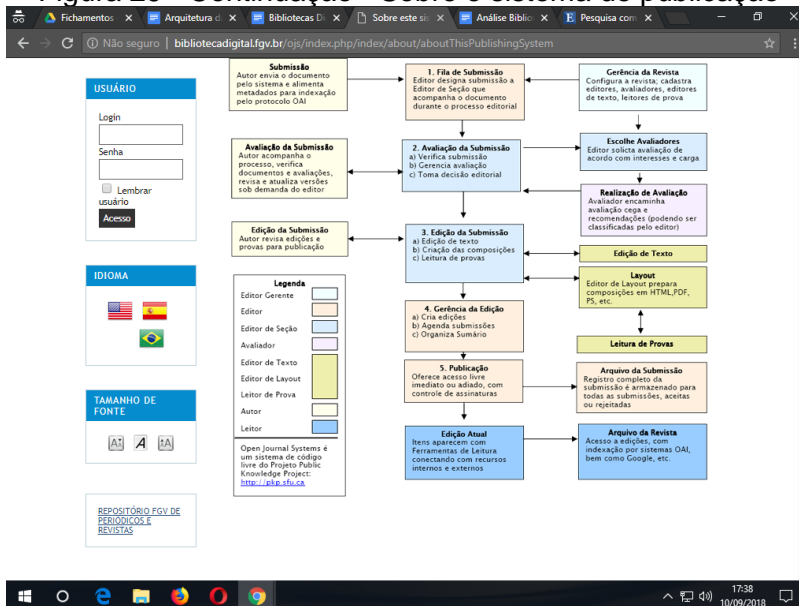 Figura 20 - Continuação - Sobre o sistema de publicação
Fichamentos
Arquitetura d
Bibliotecas Di
Sobre este sis
Análise Biblio
Pesquisa com
Não seguro | bibliotecadigital.fgv.br/ojs/index.php/index/about/aboutThisPublishingSystem
USUÁRIO
Login
Senha
Lembrar
usuário
Acesso
IDIOMA
TAMANHO DE
FONTE
A
A
A
REPOSITÓRIO FGV DE
PERIÓDICOS E
REVISTAS
Submissão
Autor envia o documento
pelo sistema e alimenta
metadados para indexação
pelo protocolo OAI
1. Fila de Submissão
Editor designa submissão a
Editor de Seção que
acompanha o documento
durante o processo editorial
Gerência da Revista
Configura a revista; cadastra
editores, avaliadores, editores
de texto, leitores de prova
Avaliação da Submissão
Autor acompanha o
processo, verifica
documentos e avaliações,
revisa e atualiza versões
sob demanda do editor
2. Avaliação da Submissão
a) Verifica submissão
b) Gerencia avaliação
c) Toma decisão editorial
Escolhe Avaliadores
Editor solicta avaliação de
acordo com interesses e carga
Realização de Avaliação
Avaliador encaminha
avaliação cega e
recomendações (podendo ser
classificadas pelo editor)
Edição da Submissão
Autor revisa edições e
provas para publicação
3. Edição da Submissão
a) Edição de texto
b) Criação das composições
c) Leitura de provas
Edição de Texto
Layout
Editor de Layout prepara
composições em HTML,PDF,
PS, etc.
Leitura de Provas
Legenda
Editor Gerente
Editor
Editor de Seção
Avaliador
Editor de Texto
Editor de Layout
Leitor de Prova
Autor
Leitor
Open Journal Systems é
um sistema de código
livre do Projeto Public
Knowledge Project:
http://pkp.sfu.ca
4. Gerência da Edição
a) Cria edições
b) Agenda submissões
c) Organiza Sumário
5. Publicação
Oferece acesso livre
imediato ou adiado, com
controle de assinaturas
Arquivo da Submissão
Registro completo da
submissão é armazenado para
todas as submissões, aceitas
ou rejeitadas
Edição Atual
Itens aparecem com
Ferramentas de Leitura
conectando com recursos
internos e externos
Arquivo da Revista
Acesso a edições, com
indexação por sistemas OAI,
bem como Google, etc.
17:38
10/09/2018